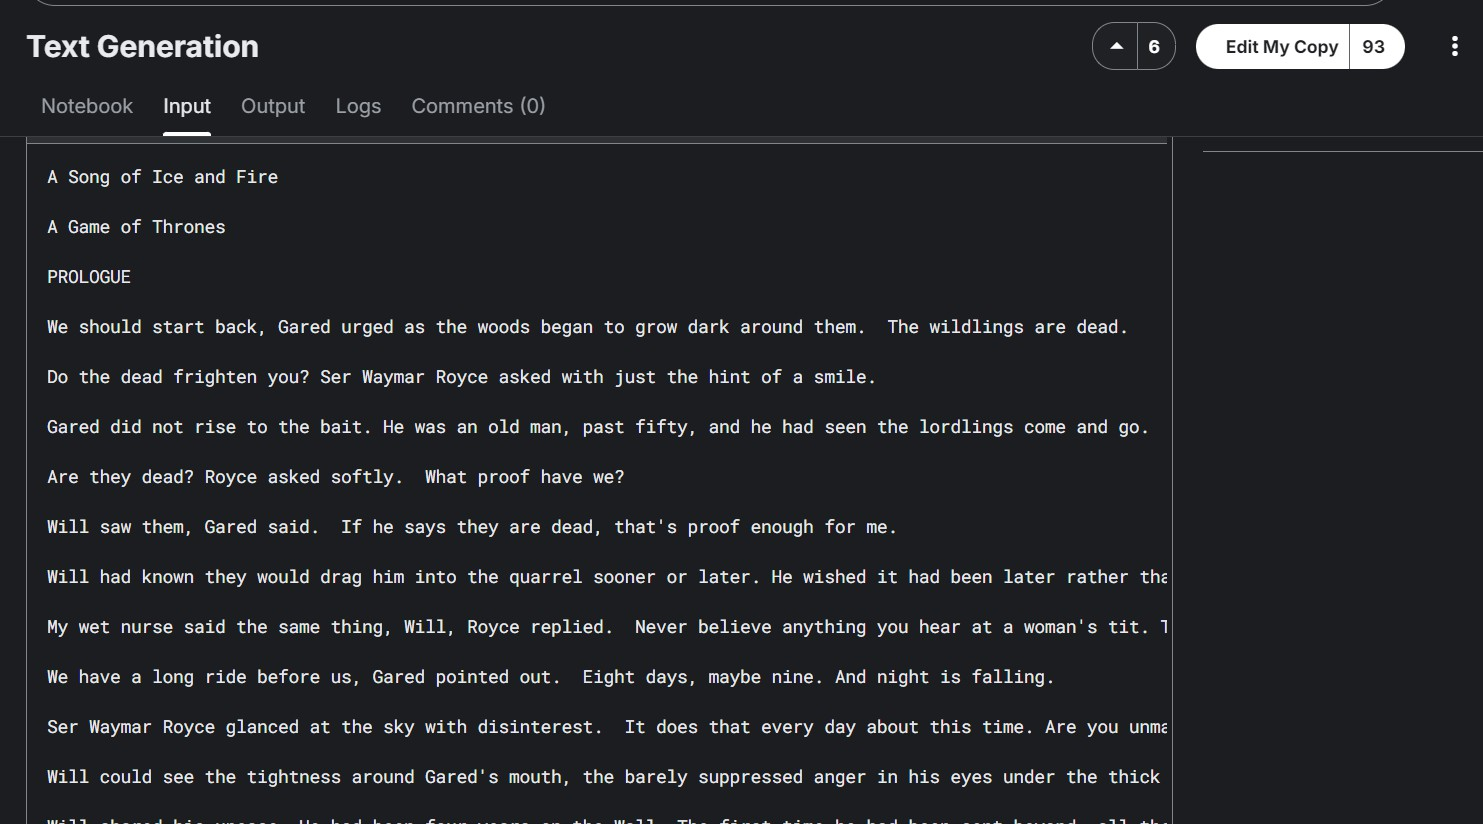 Text Generation
6
Edit My Copy 93
Notebook Input Output Logs Comments (0)
A Song of Ice and Fire
A Game of Thrones
PROLOGUE
We should start back, Gared urged as the woods began to grow dark around them.  The wildlings are dead.
Do the dead frighten you? Ser Waymar Royce asked with just the hint of a smile.
Gared did not rise to the bait. He was an old man, past fifty, and he had seen the lordlings come and go.
Are they dead? Royce asked softly.  What proof have we?
Will saw them, Gared said.  If he says they are dead, that's proof enough for me.
Will had known they would drag him into the quarrel sooner or later. He wished it had been later rather tha
My wet nurse said the same thing, Will, Royce replied.  Never believe anything you hear at a woman's tit. T
We have a long ride before us, Gared pointed out.  Eight days, maybe nine. And night is falling.
Ser Waymar Royce glanced at the sky with disinterest.  It does that every day about this time. Are you unma
Will could see the tightness around Gared's mouth, the barely suppressed anger in his eyes under the thick